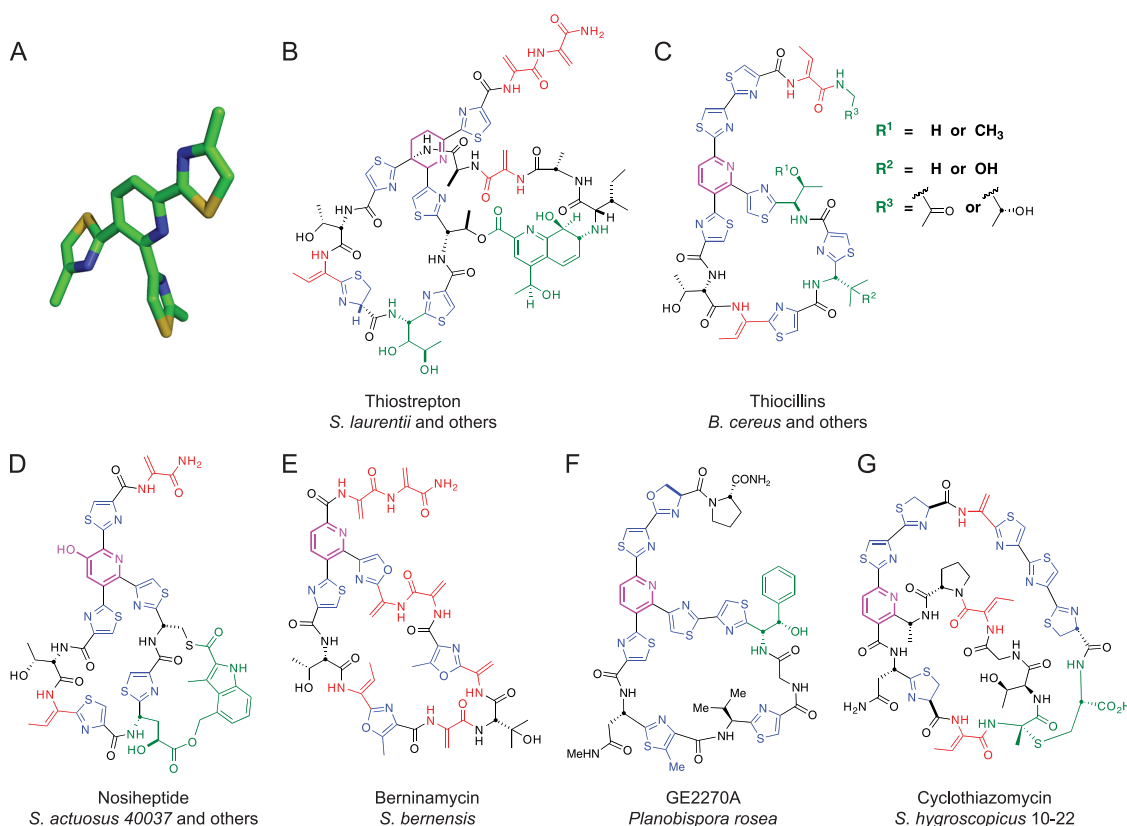 A
B
C
R¹ = H or CH₃
R² = H or OH
R³ = O or OH
Thiostrepton
S. laurentii and others
Thiocillins
B. cereus and others
D
E
F
G
Nosiheptide
S. actuosus 40037 and others
Berninamycin
S. bernensis
GE2270A
Planobispora rosea
Cyclothiazomycin
S. hygroscopicus 10-22